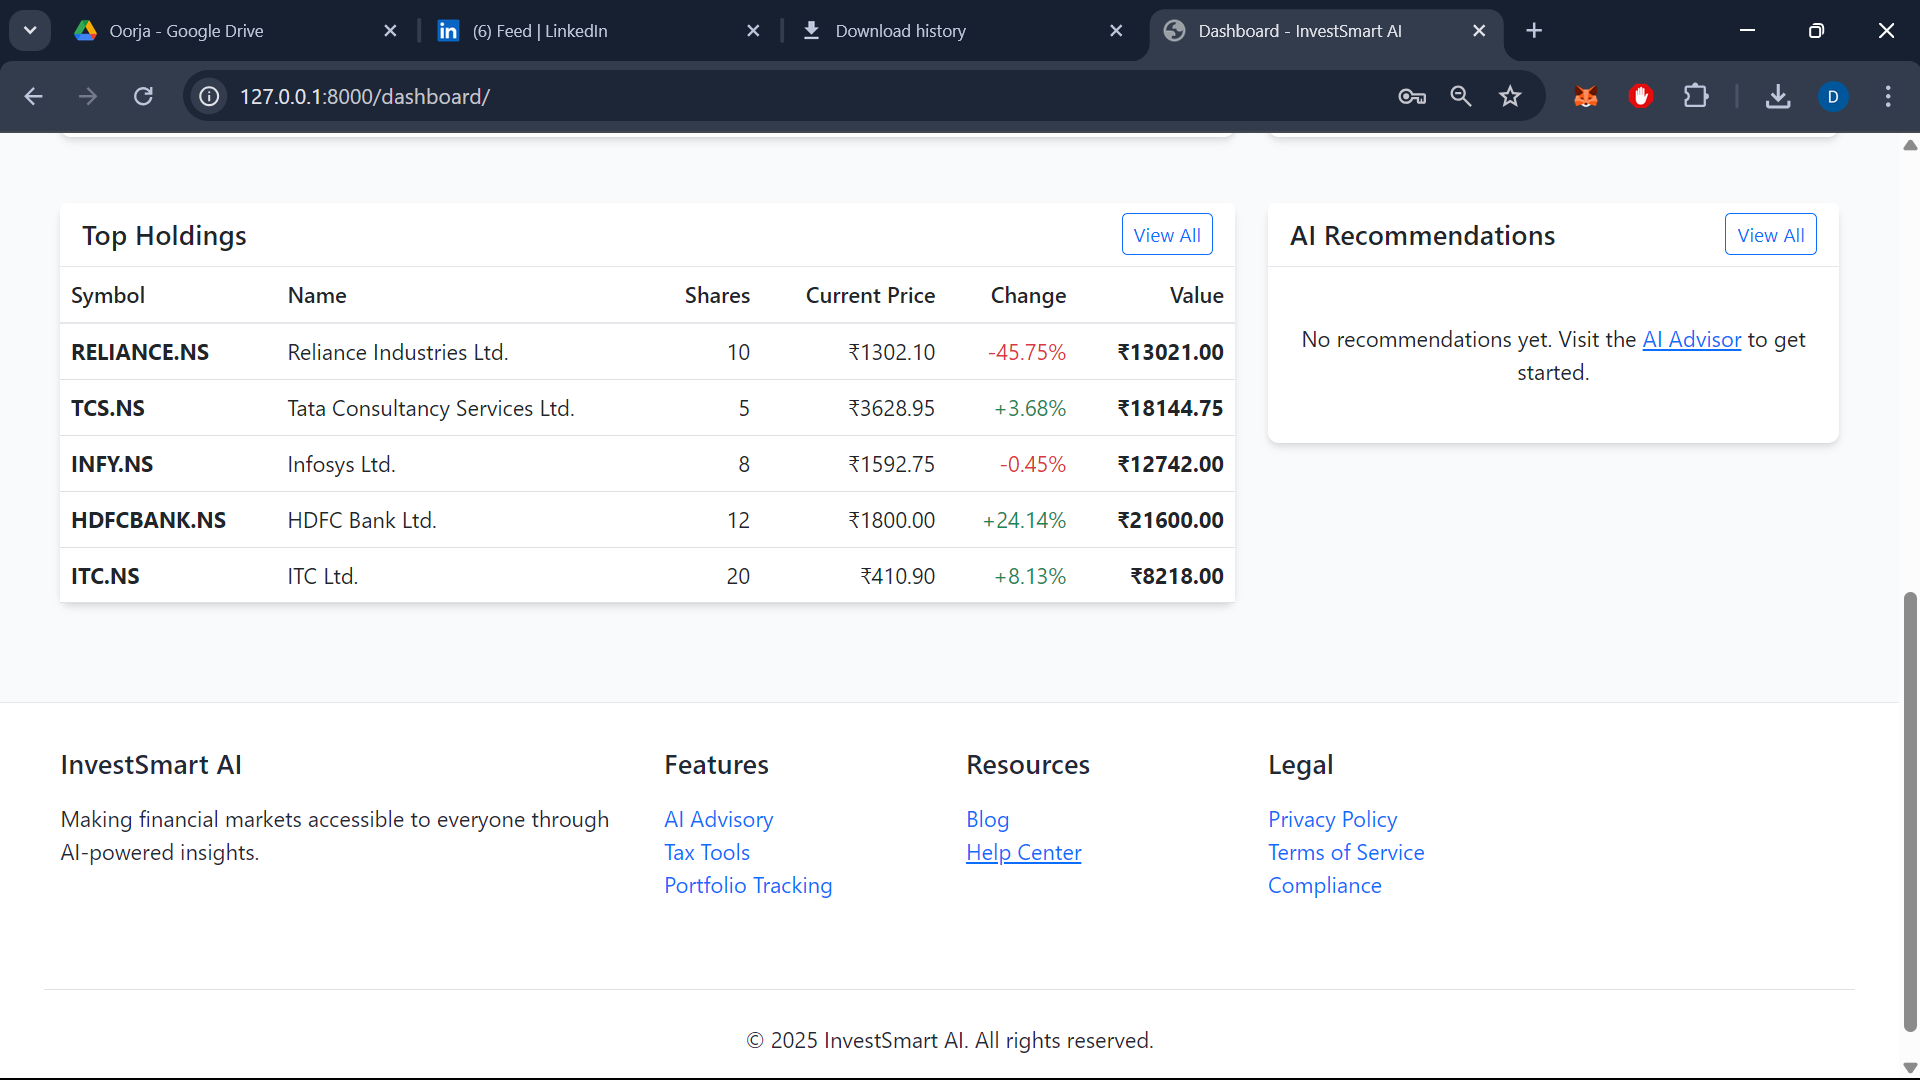 Oorja - Google Drive
(6) Feed | LinkedIn
Download history
Dashboard - InvestSmart AI
127.0.0.1:8000/dashboard/
D
Top Holdings View All
Symbol Name Shares Current Price Change Value
RELIANCE.NS Reliance Industries Ltd. 10 ₹1302.10 -45.75% ₹13021.00
TCS.NS Tata Consultancy Services Ltd. 5 ₹3628.95 +3.68% ₹18144.75
INFY.NS Infosys Ltd. 8 ₹1592.75 -0.45% ₹12742.00
HDFCBANK.NS HDFC Bank Ltd. 12 ₹1800.00 +24.14% ₹21600.00
ITC.NS ITC Ltd. 20 ₹410.90 +8.13% ₹8218.00
AI Recommendations View All
No recommendations yet. Visit the AI Advisor to get
started.
InvestSmart AI
Making financial markets accessible to everyone through
AI-powered insights.
Features
AI Advisory
Tax Tools
Portfolio Tracking
Resources
Blog
Help Center
Legal
Privacy Policy
Terms of Service
Compliance
© 2025 InvestSmart AI. All rights reserved.